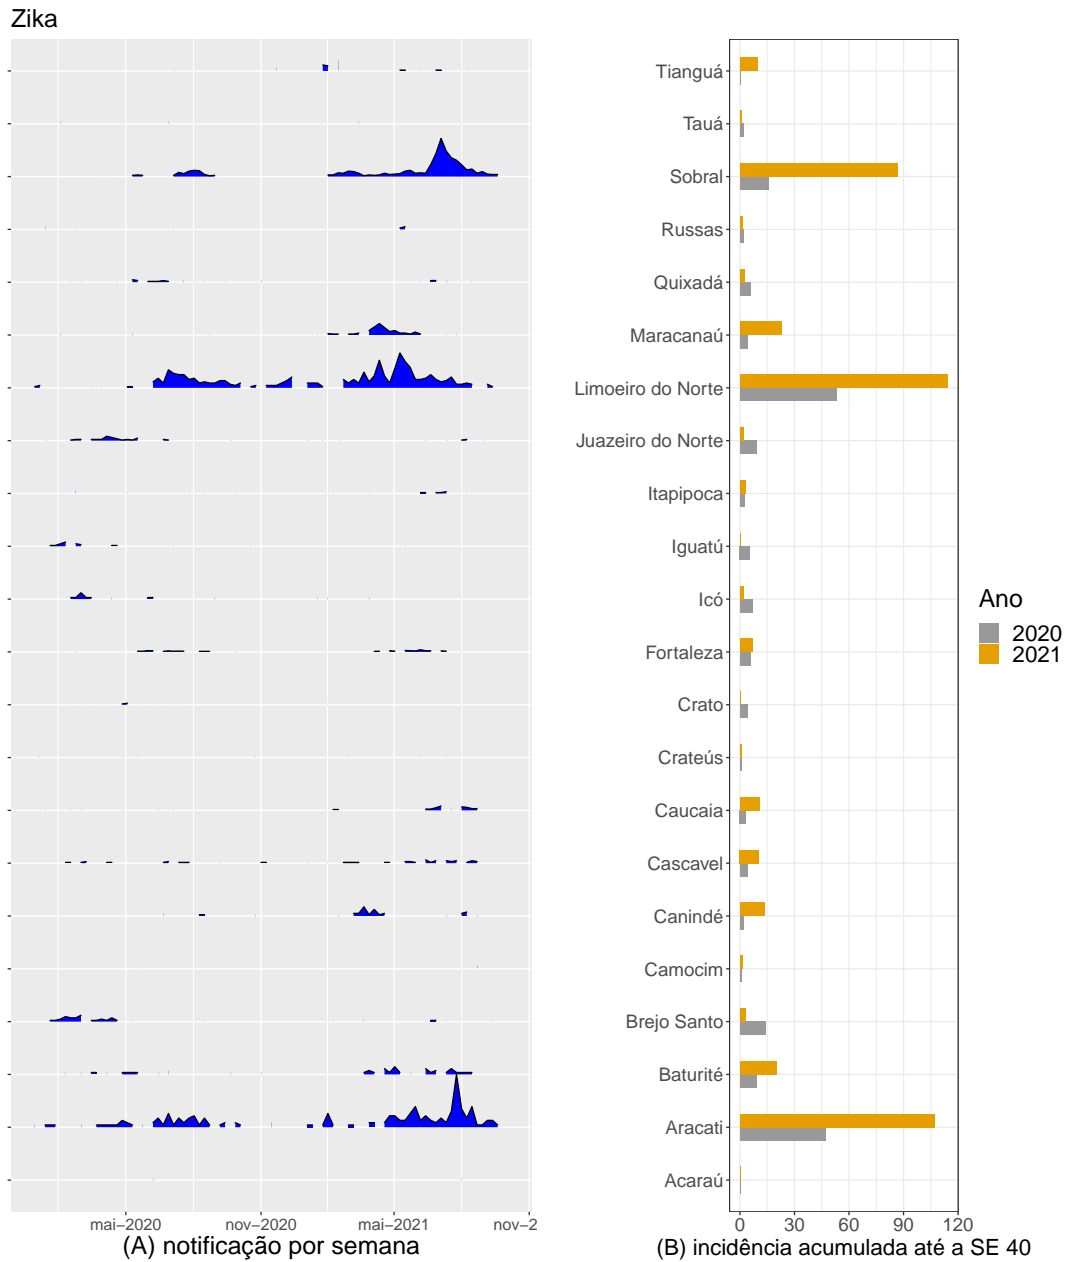 Zika
Tianguá
Tauá
Sobral
Russas
Quixadá
Maracanaú
Limoeiro do Norte
Juazeiro do Norte
Itapipoca
Iguatú
Icó
Fortaleza
Crato
Crateús
Caucaia
Cascavel
Canindé
Camocim
Brejo Santo
Baturité
Aracati
Acaraú
Ano
2020
2021
mai–2020 nov–2020 mai–2021 nov–2
(A) notificação por semana
0 30 60 90 120
(B) incidência acumulada até a SE 40